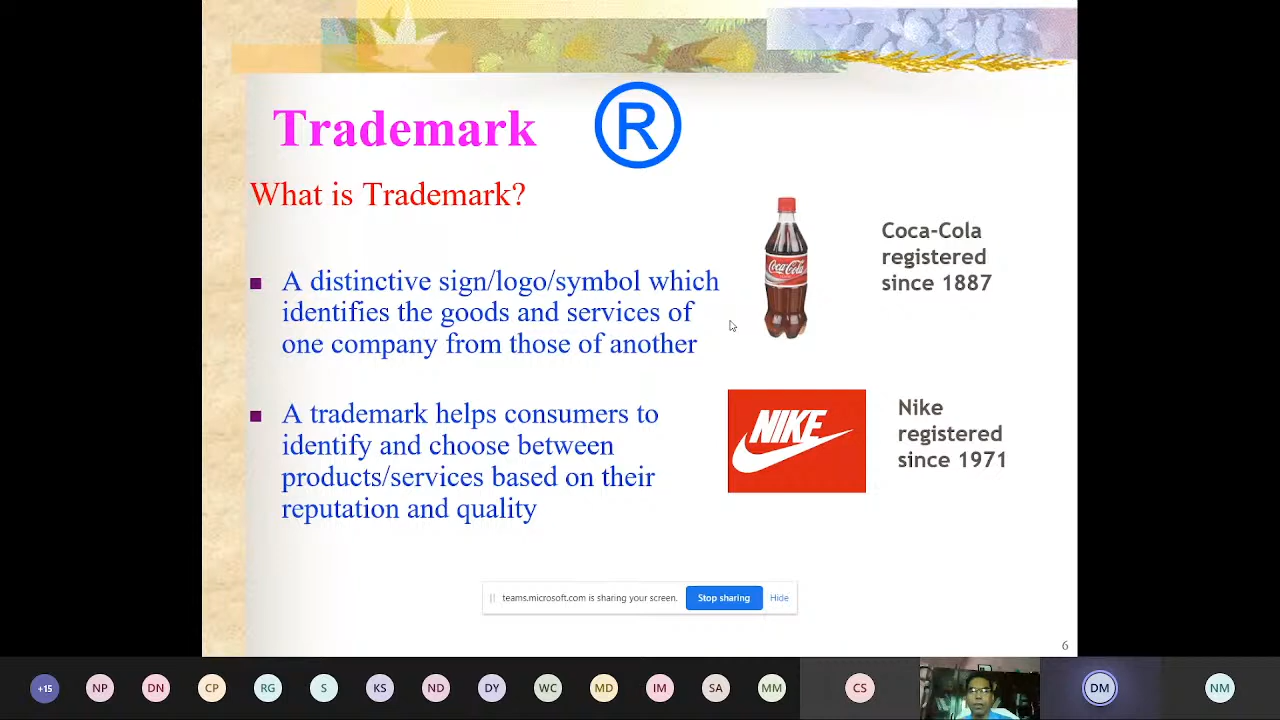 Trademark ®
What is Trademark?
■ A distinctive sign/logo/symbol which
identifies the goods and services of
one company from those of another
■ A trademark helps consumers to
identify and choose between
products/services based on their
reputation and quality
Coca-Cola
Coca-Cola
registered
since 1887
NIKE
Nike
registered
since 1971
teams.microsoft.com is sharing your screen. Stop sharing Hide
6
+15 NP DN CP RG S KS ND DY WC MD IM SA MM CS DM NM